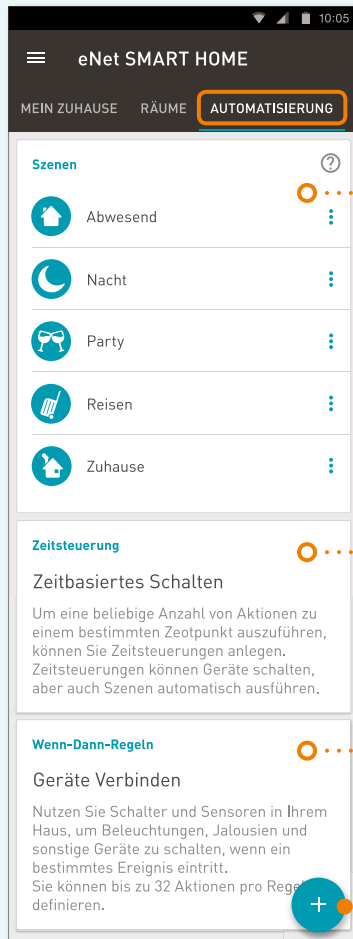 10:05
eNet SMART HOME
MEIN ZUHAUSE RÄUME AUTOMATISIERUNG
Szenen
Abwesend
Nacht
Party
Reisen
Zuhause
Zeitsteuerung
Zeitbasiertes Schalten
Um eine beliebige Anzahl von Aktionen zu
einem bestimmten Zeotpunkt auszuführen,
können Sie Zeitsteuerungen anlegen.
Zeitsteuerungen können Geräte schalten,
aber auch Szenen automatisch ausführen.
Wenn-Dann-Regeln
Geräte Verbinden
Nutzen Sie Schalter und Sensoren in Ihrem
Haus, um Beleuchtungen, Jalousien und
sonstige Geräte zu schalten, wenn ein
bestimmtes Ereignis eintritt.
Sie können bis zu 32 Aktionen pro Regel
definieren.